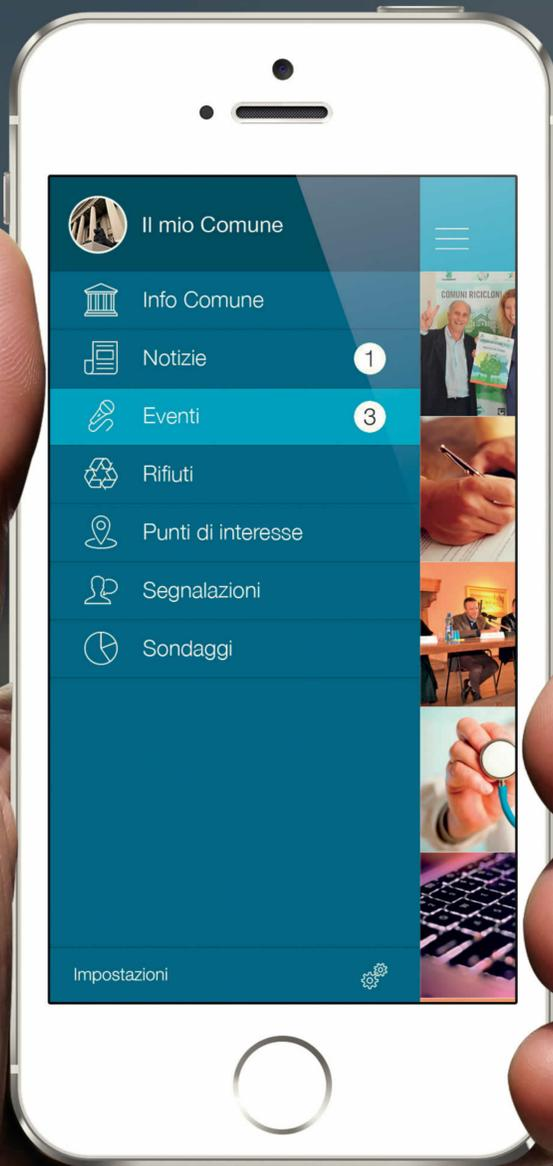 Il mio Comune
Info Comune
Notizie
1
Eventi
3
Rifiuti
Punti di interesse
Segnalazioni
Sondaggi
Impostazioni
COMUNI RICICLONI